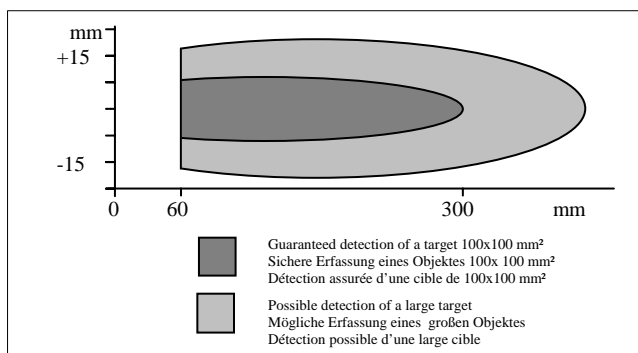 mm
+15
-15
0 60 300 mm
Guaranteed detection of a target 100x100 mm²
Sichere Erfassung eines Objektes 100x 100 mm²
Détection assurée d'une cible de 100x100 mm²
Possible detection of a large target
Mögliche Erfassung eines großen Objektes
Détection possible d'une large cible